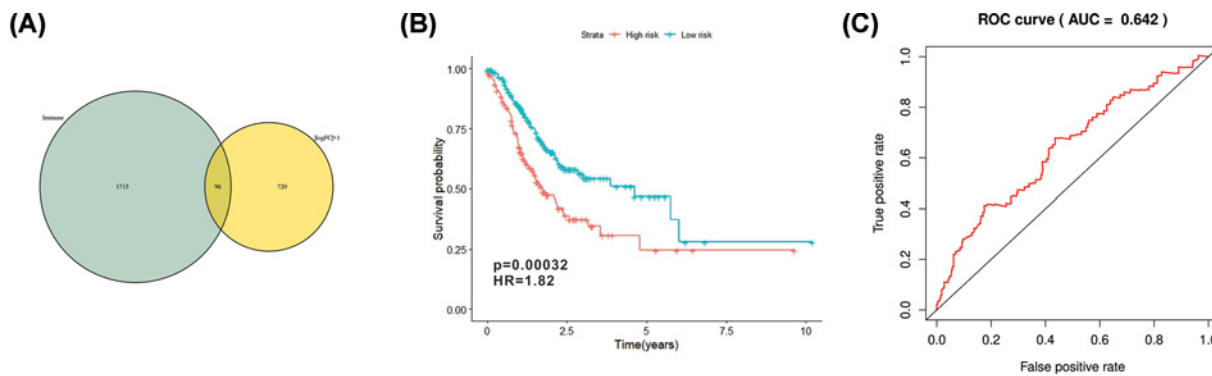 (A)
Immune
|logFC|>1
1715
96
720
(B)
Strata High risk Low risk
Survival probability
1.00
0.75
0.50
0.25
0.00
p=0.00032
HR=1.82
0 2.5 5 7.5 10
Time(years)
(C)
ROC curve ( AUC = 0.642 )
True positive rate
1.0
0.8
0.6
0.4
0.2
0.0
0.0 0.2 0.4 0.6 0.8 1.0
False positive rate